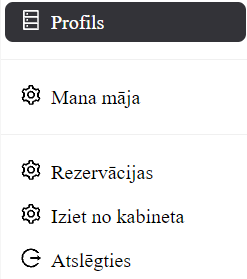 Profils
Mana māja
Rezervācijas
Iziet no kabineta
Atslēgties